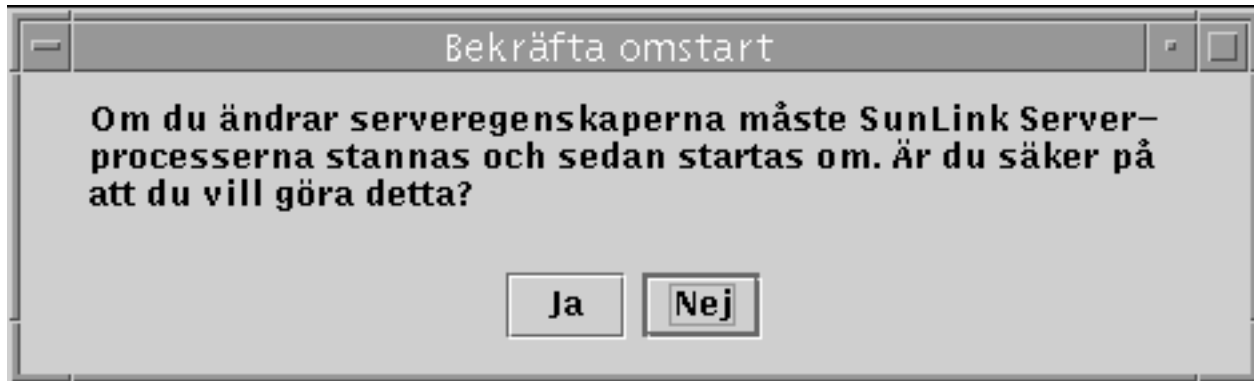 Bekräfta omstart
Om du ändrar serveregenskaperna måste SunLink Server–
processerna stannas och sedan startas om. Är du säker på
att du vill göra detta?
Ja Nej